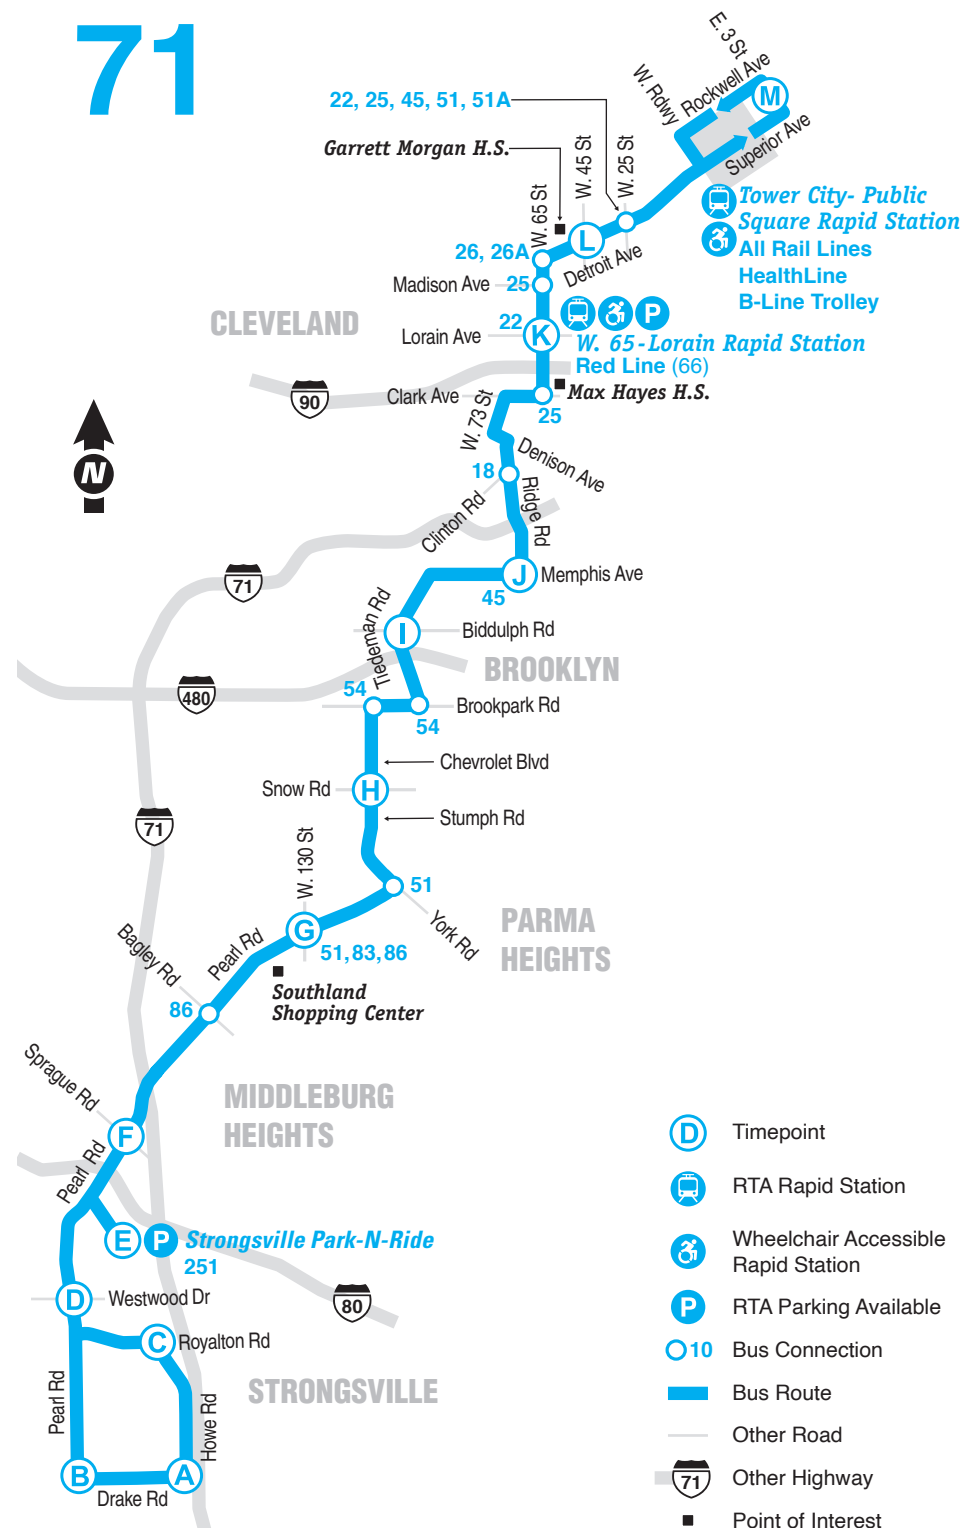 71
E. 3 St
Rockwell Ave
W. Rdwy
M
Superior Ave
22, 25, 45, 51, 51A
Garrett Morgan H.S.
W. 45 St
W. 25 St
W. 65 St
Tower City- Public
Square Rapid Station
All Rail Lines
HealthLine
B-Line Trolley
L
Detroit Ave
26, 26A
Madison Ave
25
CLEVELAND
22
Lorain Ave
K
P
W. 65-Lorain Rapid Station
Red Line (66)
90
Clark Ave
Max Hayes H.S.
25
W. 73 St
N
Denison Ave
18
Clinton Rd
Ridge Rd
71
J
Memphis Ave
45
Tiedeman Rd
I
Biddulph Rd
BROOKLYN
480
54
54
Brookpark Rd
Chevrolet Blvd
Snow Rd
H
Stumph Rd
71
W. 130 St
51
York Rd
PARMA
HEIGHTS
G
51,83,86
Bagley Rd
Pearl Rd
Southland
Shopping Center
86
Sprague Rd
MIDDLEBURG
HEIGHTS
F
Pearl Rd
E
P
Strongsville Park-N-Ride
251
D
Westwood Dr
80
C
Royalton Rd
STRONGSVILLE
Pearl Rd
Howe Rd
B
A
Drake Rd
D
Timepoint
RTA Rapid Station
Wheelchair Accessible
Rapid Station
P
RTA Parking Available
10
Bus Connection
Bus Route
Other Road
71
Other Highway
Point of Interest